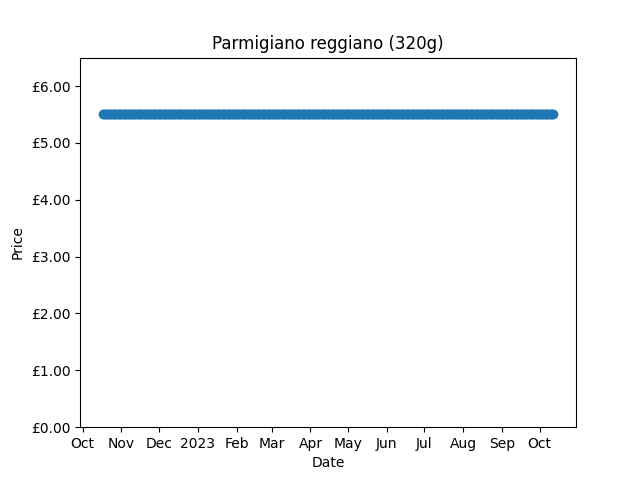 Parmigiano reggiano (320g)
£6.00
£5.00
£4.00
£3.00
£2.00
£1.00
£0.00
Price
Oct Nov Dec 2023 Feb Mar Apr May Jun Jul Aug Sep Oct
Date